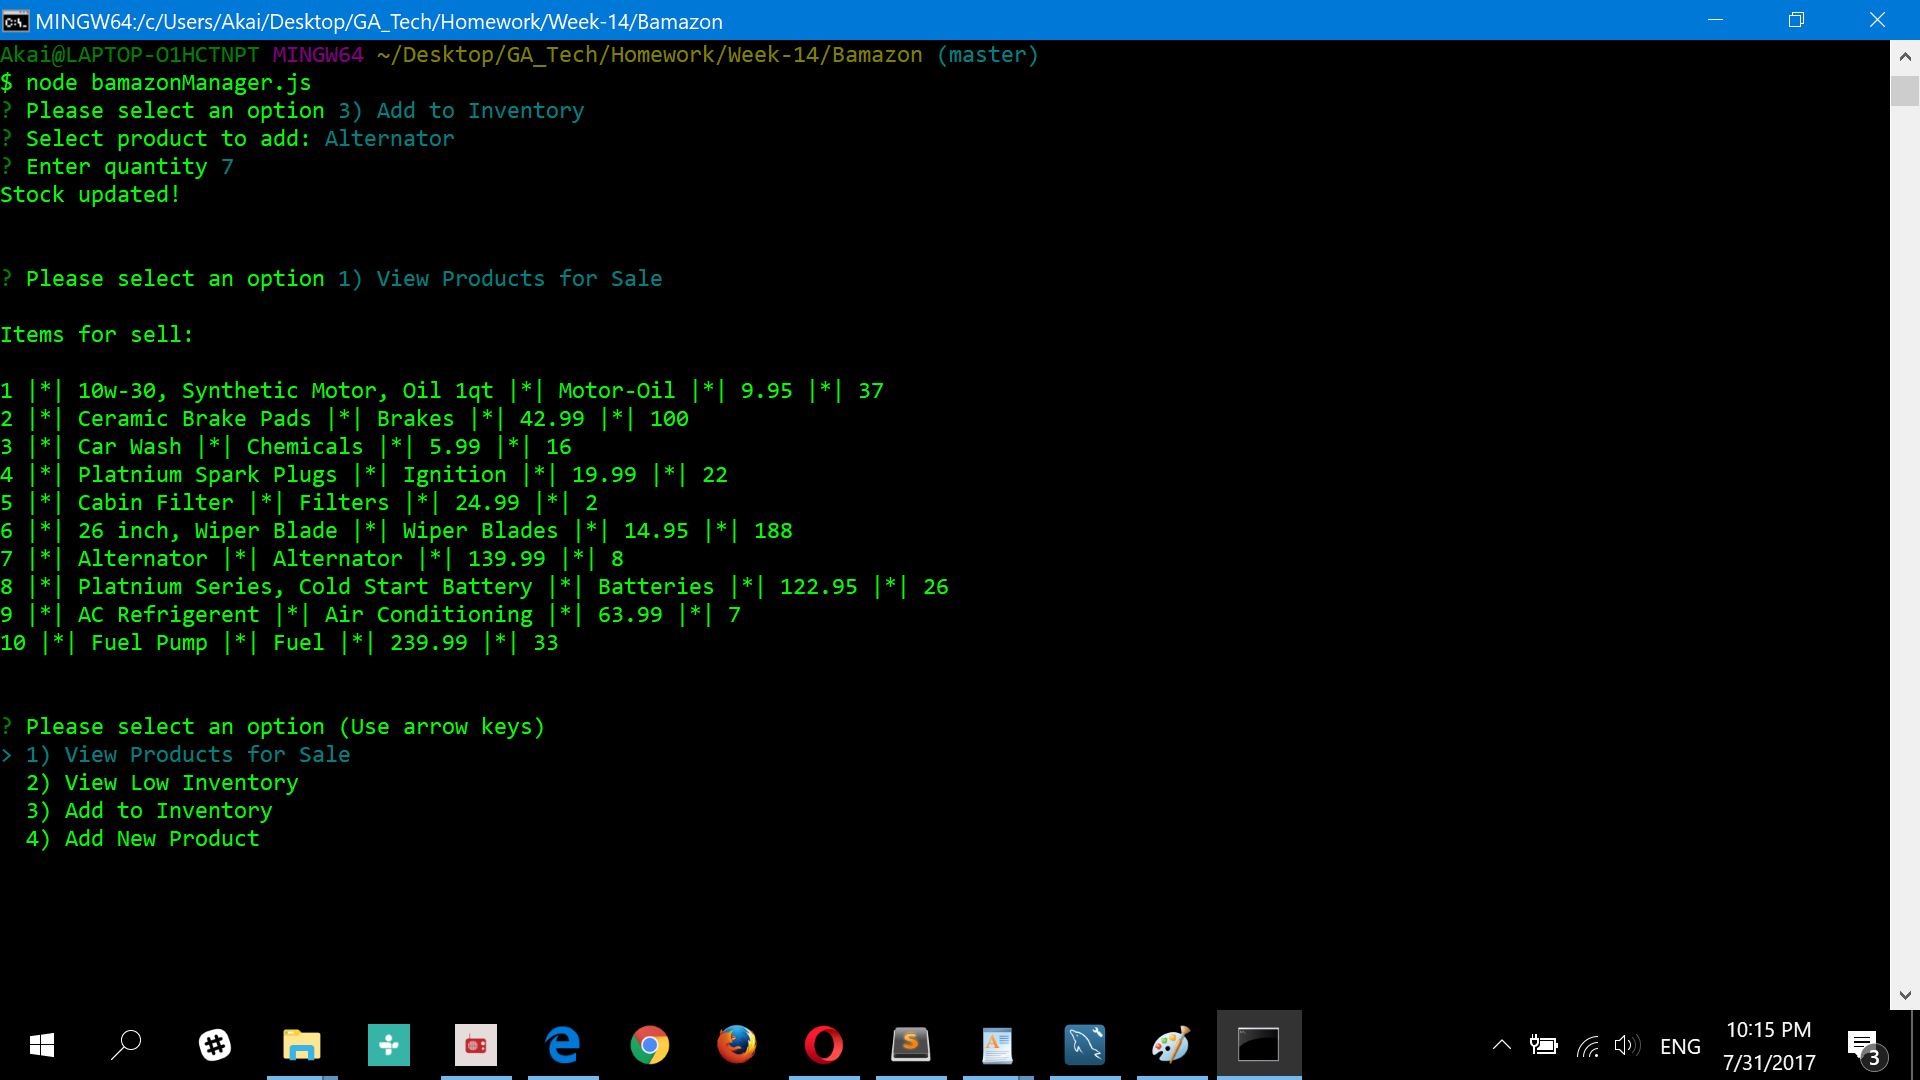 MINGW64:/c/Users/Akai/Desktop/GA_Tech/Homework/Week-14/Bamazon
Akai@LAPTOP-O1HCTNPT MINGW64 ~/Desktop/GA_Tech/Homework/Week-14/Bamazon (master)
$ node bamazonManager.js
? Please select an option 3) Add to Inventory
? Select product to add: Alternator
? Enter quantity 7
Stock updated!
? Please select an option 1) View Products for Sale
Items for sell:
1 |*| 10w-30, Synthetic Motor, Oil 1qt |*| Motor-Oil |*| 9.95 |*| 37
2 |*| Ceramic Brake Pads |*| Brakes |*| 42.99 |*| 100
3 |*| Car Wash |*| Chemicals |*| 5.99 |*| 16
4 |*| Platnium Spark Plugs |*| Ignition |*| 19.99 |*| 22
5 |*| Cabin Filter |*| Filters |*| 24.99 |*| 2
6 |*| 26 inch, Wiper Blade |*| Wiper Blades |*| 14.95 |*| 188
7 |*| Alternator |*| Alternator |*| 139.99 |*| 8
8 |*| Platnium Series, Cold Start Battery |*| Batteries |*| 122.95 |*| 26
9 |*| AC Refrigerent |*| Air Conditioning |*| 63.99 |*| 7
10 |*| Fuel Pump |*| Fuel |*| 239.99 |*| 33
? Please select an option (Use arrow keys)
> 1) View Products for Sale
2) View Low Inventory
3) Add to Inventory
4) Add New Product
ENG
10:15 PM
7/31/2017
3